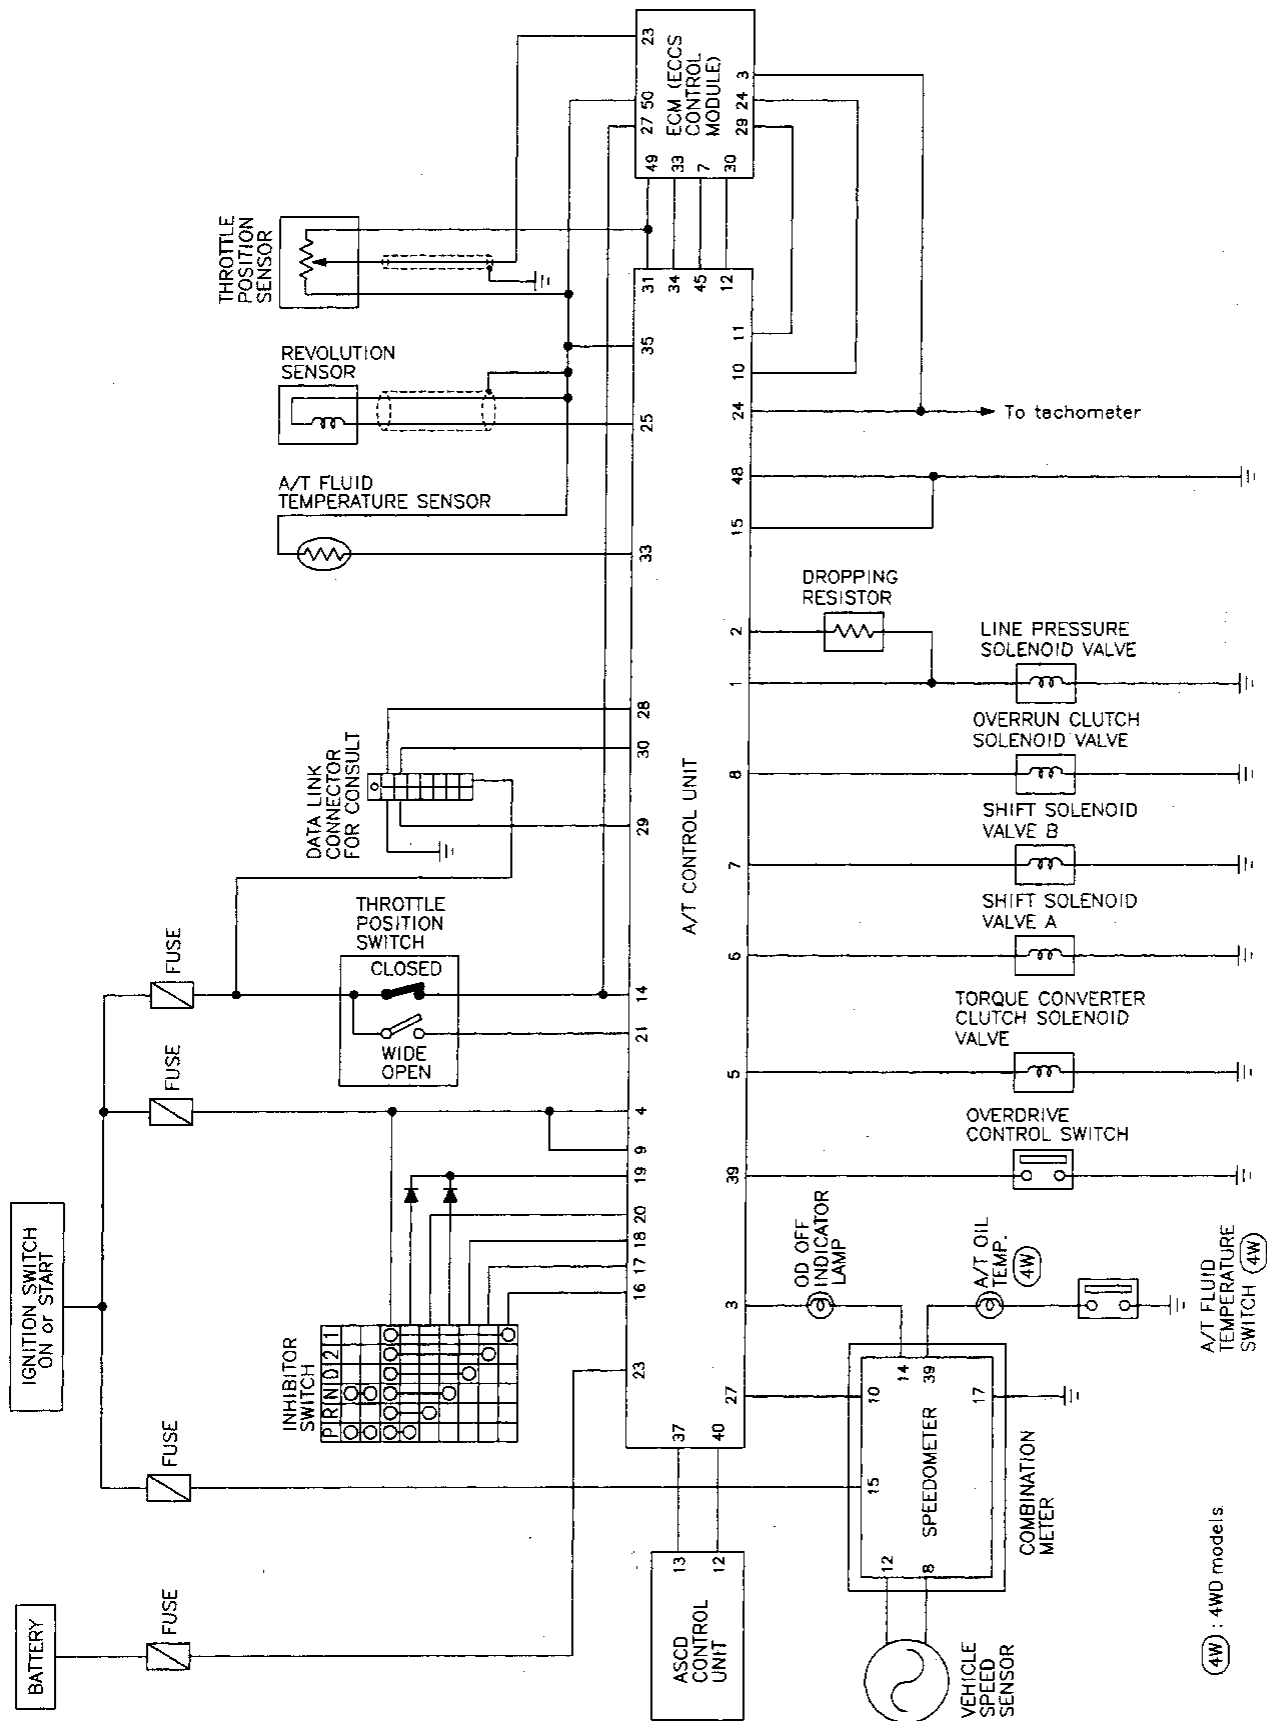 23
50
27
ECM (ECCS
CONTROL
MODULE)
3
24
29
49
33
7
30
THROTTLE
POSITION
SENSOR
31
34
45
12
11
35
REVOLUTION
SENSOR
10
24
To tachometer
25
A/T FLUID
TEMPERATURE SENSOR
48
15
33
DROPPING
RESISTOR
2
LINE PRESSURE
SOLENOID VALVE
1
28
OVERRUN CLUTCH
SOLENOID VALVE
30
8
DATA LINK
CONNECTOR
FOR CONSULT
A/T CONTROL UNIT
29
SHIFT SOLENOID
VALVE B
7
THROTTLE
POSITION
SWITCH
SHIFT SOLENOID
VALVE A
FUSE
CLOSED
6
14
TORQUE CONVERTER
CLUTCH SOLENOID
VALVE
21
WIDE
OPEN
FUSE
5
4
OVERDRIVE
CONTROL SWITCH
9
19
39
20
18
17
16
IGNITION SWITCH
ON or START
OD OFF
INDICATOR
LAMP
A/T OIL
TEMP.
4W
3
A/T FLUID
TEMPERATURE
SWITCH 4W
INHIBITOR
SWITCH
P R N D 2 1
23
14
39
27
10
17
37
40
FUSE
15
SPEEDOMETER
COMBINATION
METER
13
12
12
8
BATTERY
FUSE
ASCD
CONTROL
UNIT
VEHICLE
SPEED
SENSOR
4W : 4WD models